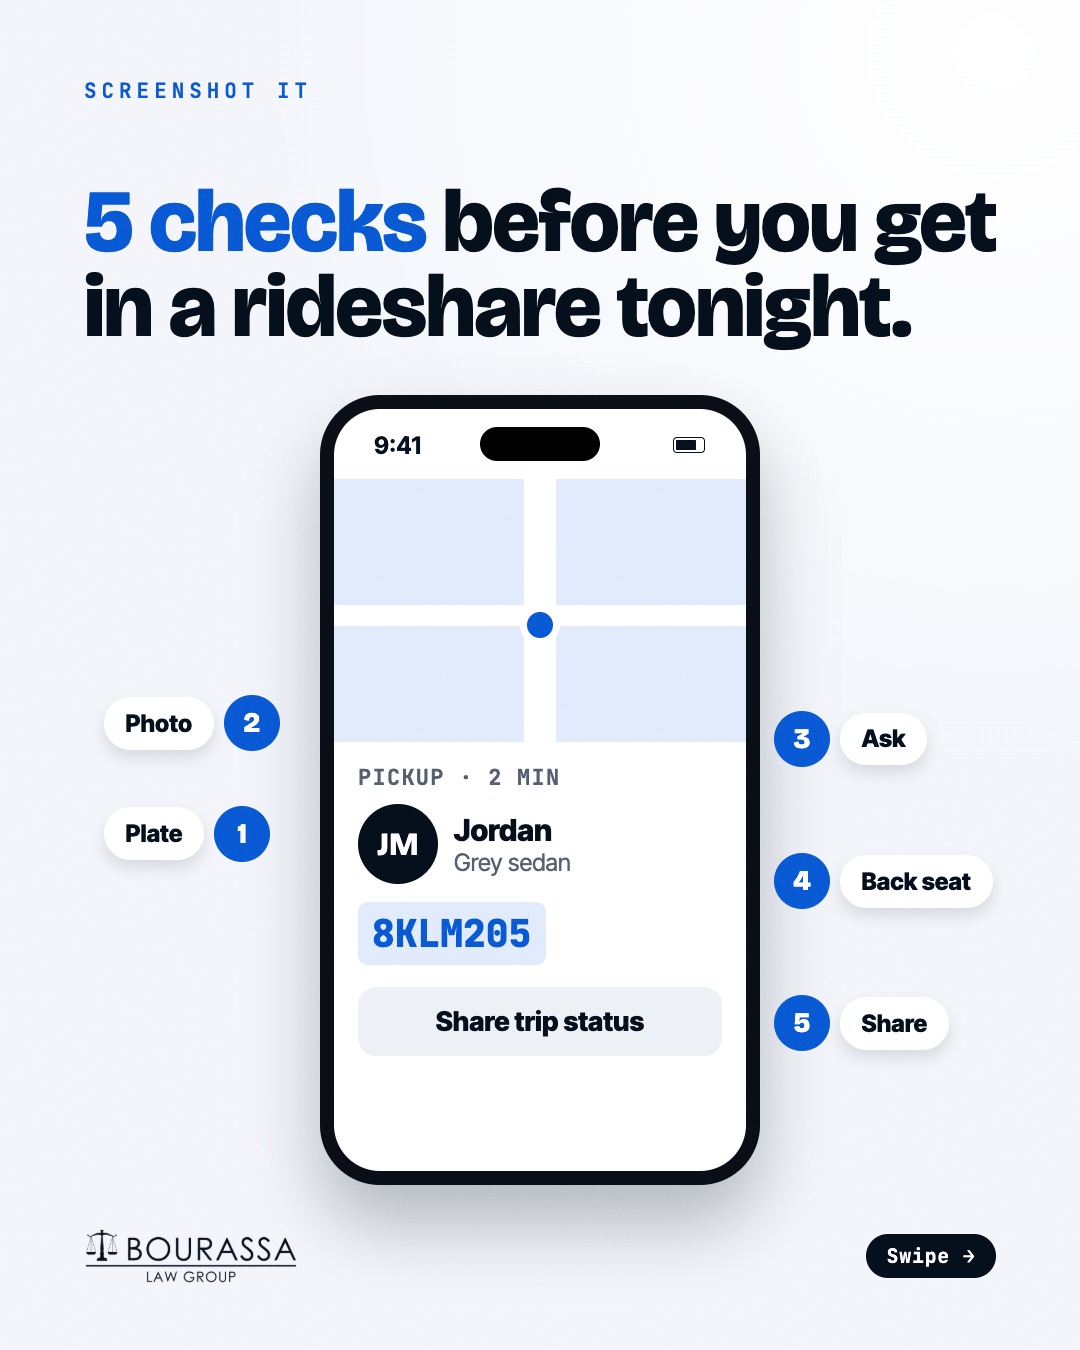 SCREENSHOT IT
5 checks before you get
in a rideshare tonight.
9:41
Photo 2
Plate 1
PICKUP · 2 MIN
JM
Jordan
Grey sedan
8KLM205
Share trip status
3 Ask
4 Back seat
5 Share
BOURASSA
LAW GROUP
Swipe →